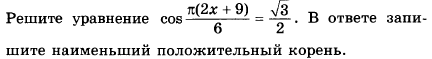 Решите уравнение cos π(2x + 9)/6 = √3/2. В ответе запи-
шите наименьший положительный корень.